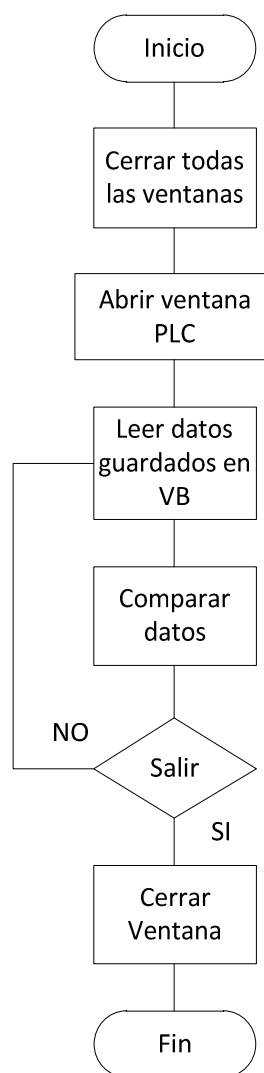 Inicio
Cerrar todas
las ventanas
Abrir ventana
PLC
Leer datos
guardados en
VB
Comparar
datos
NO
Salir
SI
Cerrar
Ventana
Fin